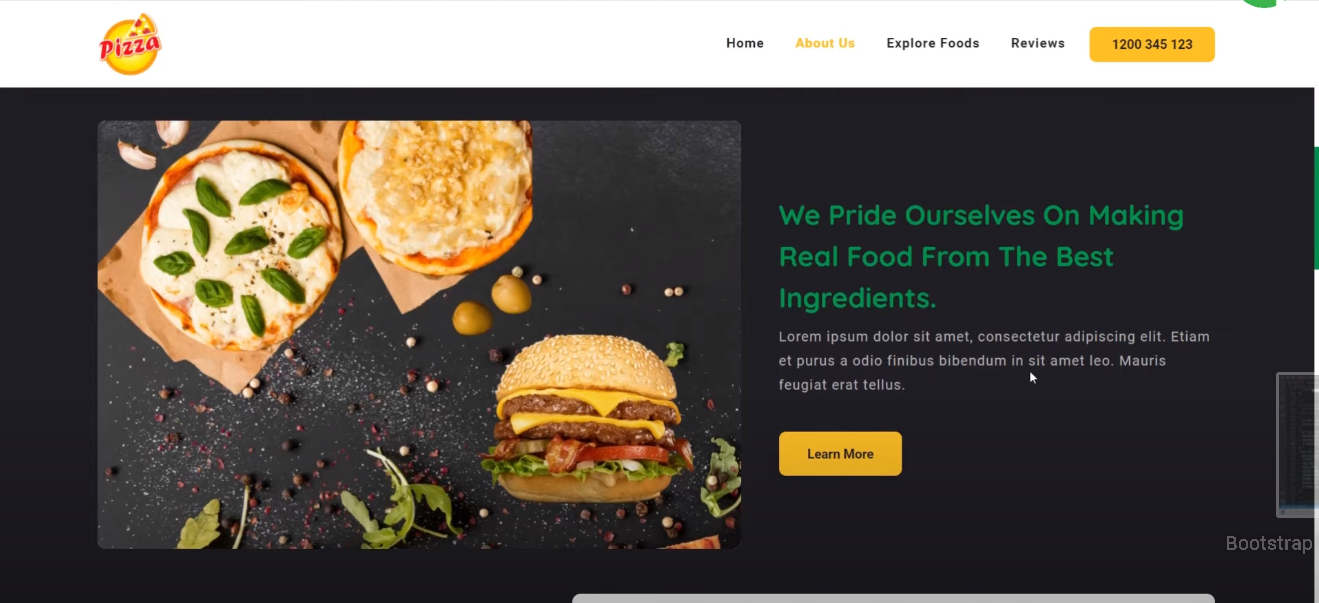 Pizza
Home
About Us
Explore Foods
Reviews
1200 345 123
We Pride Ourselves On Making
Real Food From The Best
Ingredients.
Lorem ipsum dolor sit amet, consectetur adipiscing elit. Etiam
et purus a odio finibus bibendum in sit amet leo. Mauris
feugiat erat tellus.
Learn More
Bootstrap